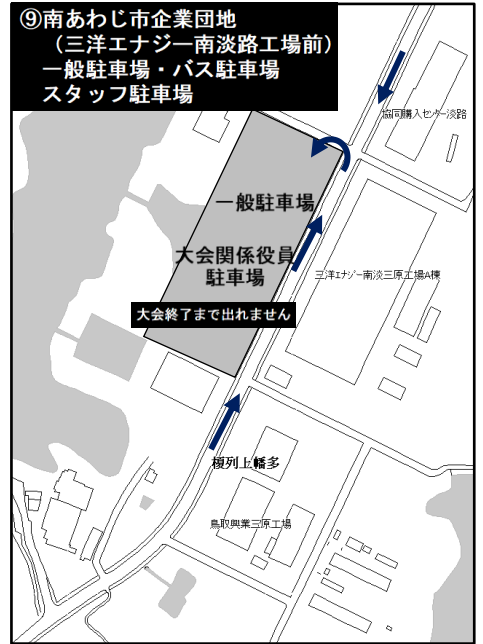 ⑨南あわじ市企業団地
（三洋エナジー南淡路工場前）
一般駐車場・バス駐車場
スタッフ駐車場
協同購入センター淡路
一般駐車場
大会関係役員
駐車場
三洋エナジー南淡三原工場A棟
大会終了まで出れません
榎列上幡多
鳥取興業三原工場